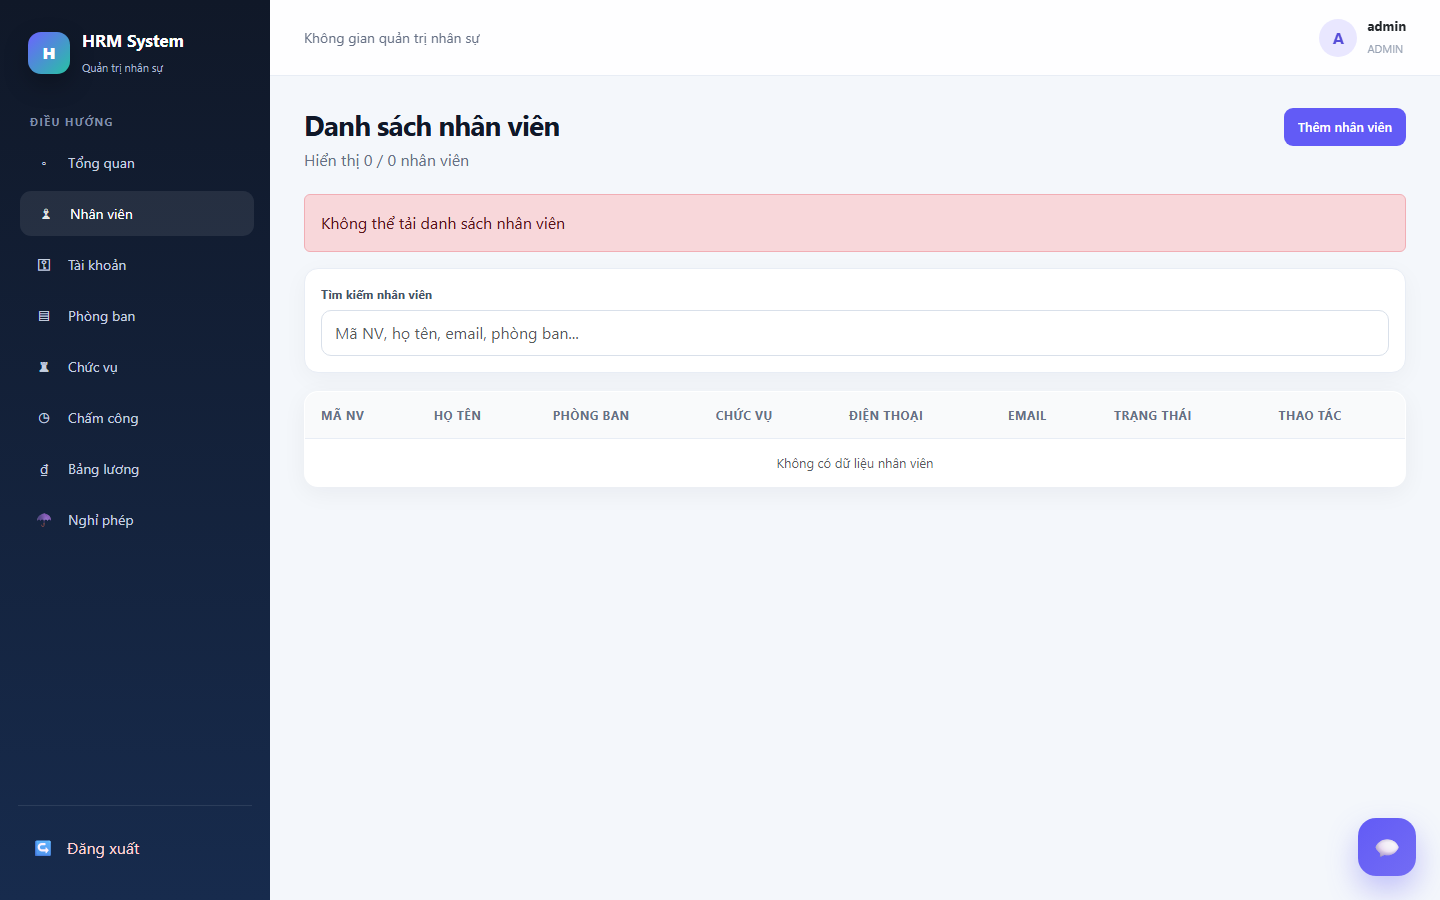 H
HRM System
Quản trị nhân sự
ĐIỀU HƯỚNG
Tổng quan
Nhân viên
Tài khoản
Phòng ban
Chức vụ
Chấm công
₫ Bảng lương
Nghỉ phép
Đăng xuất
Không gian quản trị nhân sự
A
admin
ADMIN
Danh sách nhân viên
Thêm nhân viên
Hiển thị 0 / 0 nhân viên
Không thể tải danh sách nhân viên
Tìm kiếm nhân viên
Mã NV, họ tên, email, phòng ban...
MÃ NV HỌ TÊN PHÒNG BAN CHỨC VỤ ĐIỆN THOẠI EMAIL TRẠNG THÁI THAO TÁC
Không có dữ liệu nhân viên